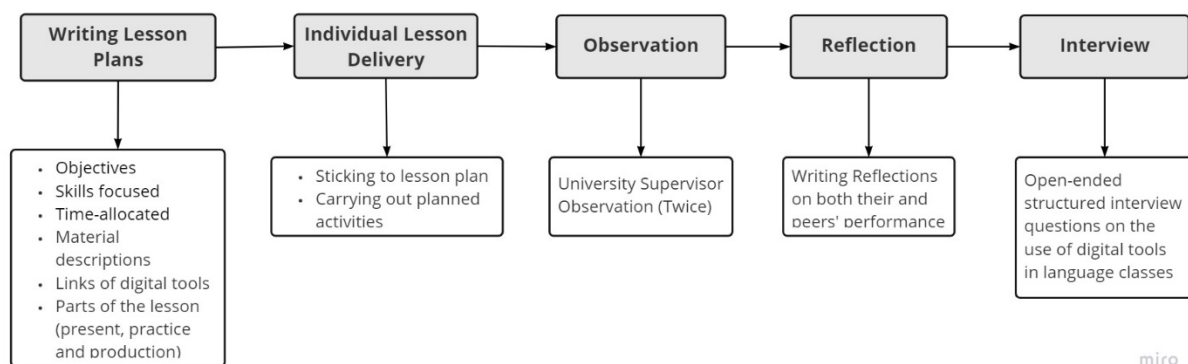 Writing Lesson
Plans
Individual Lesson
Delivery
Observation
Reflection
Interview
• Objectives
• Skills focused
• Time-allocated
• Material
descriptions
• Links of digital tools
• Parts of the lesson
(present, practice
and production)
• Sticking to lesson plan
• Carrying out planned
activities
University Supervisor
Observation (Twice)
Writing Reflections
on both their and
peers' performance
Open-ended
structured interview
questions on the
use of digital tools
in language classes
miro